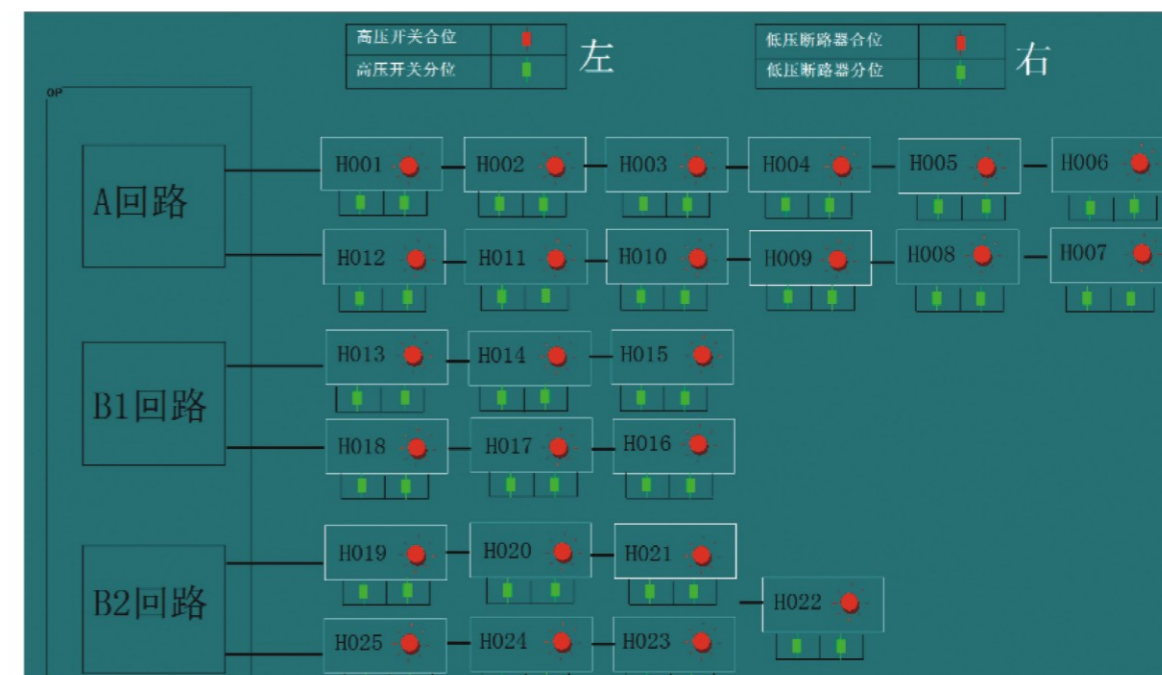 高压开关合位
高压开关分位
左
低压断路器合位
低压断路器分位
右
OP
A回路
H001 H002 H003 H004 H005 H006
H012 H011 H010 H009 H008 H007
B1回路
H013 H014 H015
H018 H017 H016
B2回路
H019 H020 H021
H022
H025 H024 H023